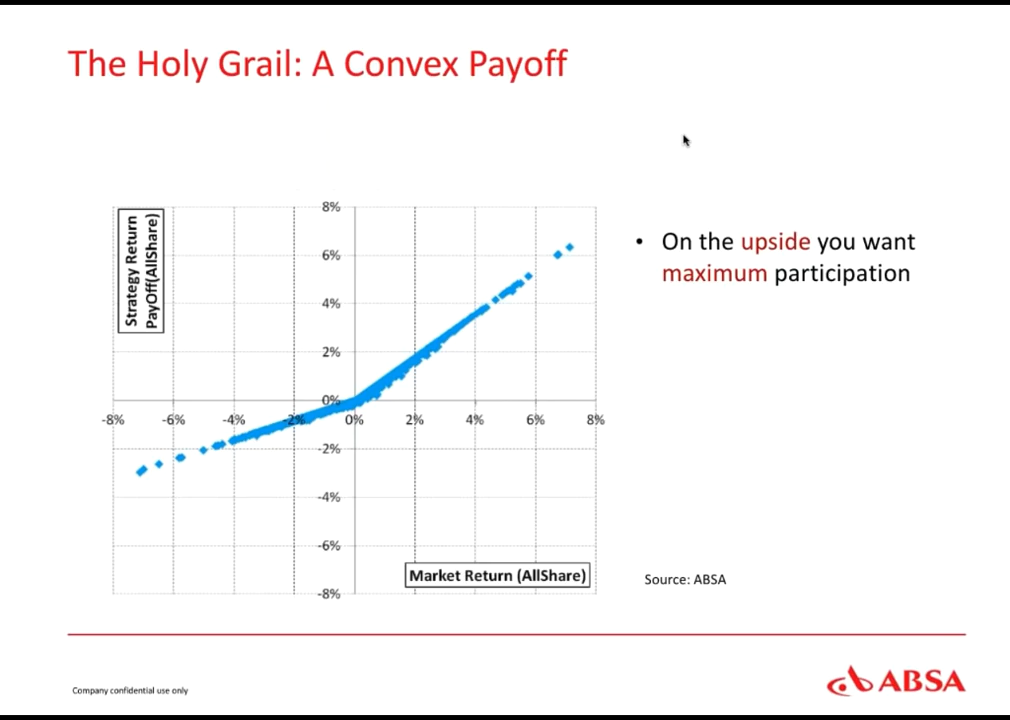 The Holy Grail: A Convex Payoff
Strategy Return
PayOff(AllShare)
8%
6%
4%
2%
0%
-8% -6% -4% -2% 0% 2% 4% 6% 8%
-2%
-4%
-6%
-8%
Market Return (AllShare)
• On the upside you want
maximum participation
Source: ABSA
Company confidential use only
ABSA